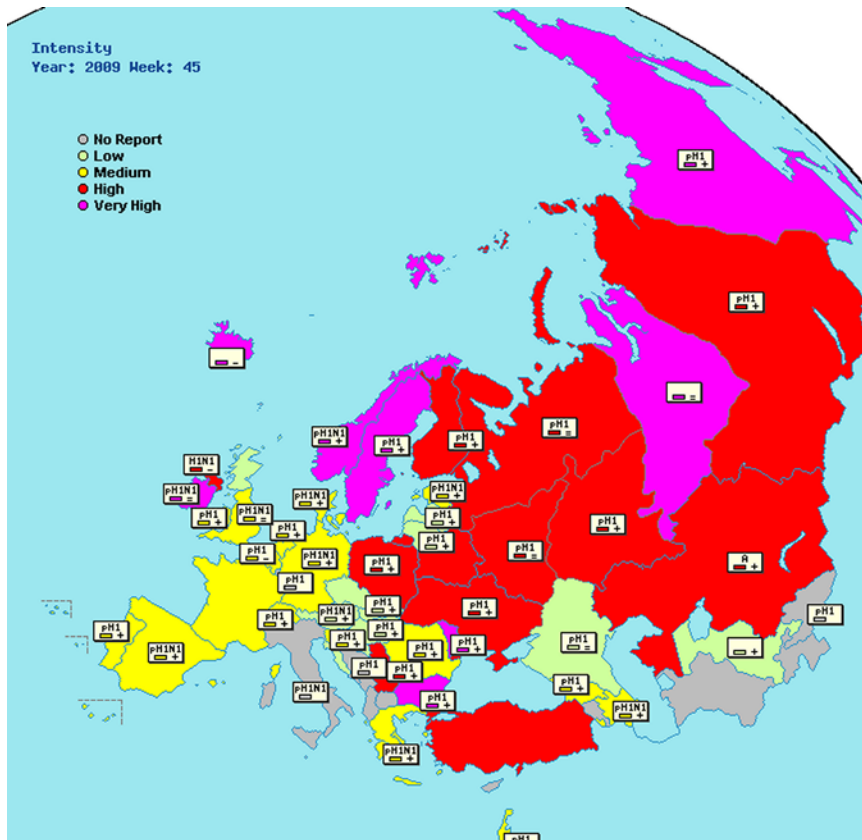 Intensity
Year: 2009 Week: 45
No Report
Low
Medium
High
Very High
pH1
+
pH1
+
-
=
pH1N1
+
pH1
+
pH1
+
pH1
=
H1N1
-
pH1N1
=
pH1
+
pH1N1
=
pH1
+
pH1N1
+
pH1N1
+
pH1
+
pH1
+
pH1
-
pH1N1
+
pH1
pH1
+
pH1
=
pH1
+
A
+
pH1
+
pH1
+
pH1N1
+
pH1
+
pH1
+
pH1N1
+
pH1
+
pH1N1
+
pH1
+
pH1
+
pH1
pH1
+
pH1
=
+
pH1
pH1N1
pH1
+
pH1
+
pH1N1
+
pH1N1
+
pH1